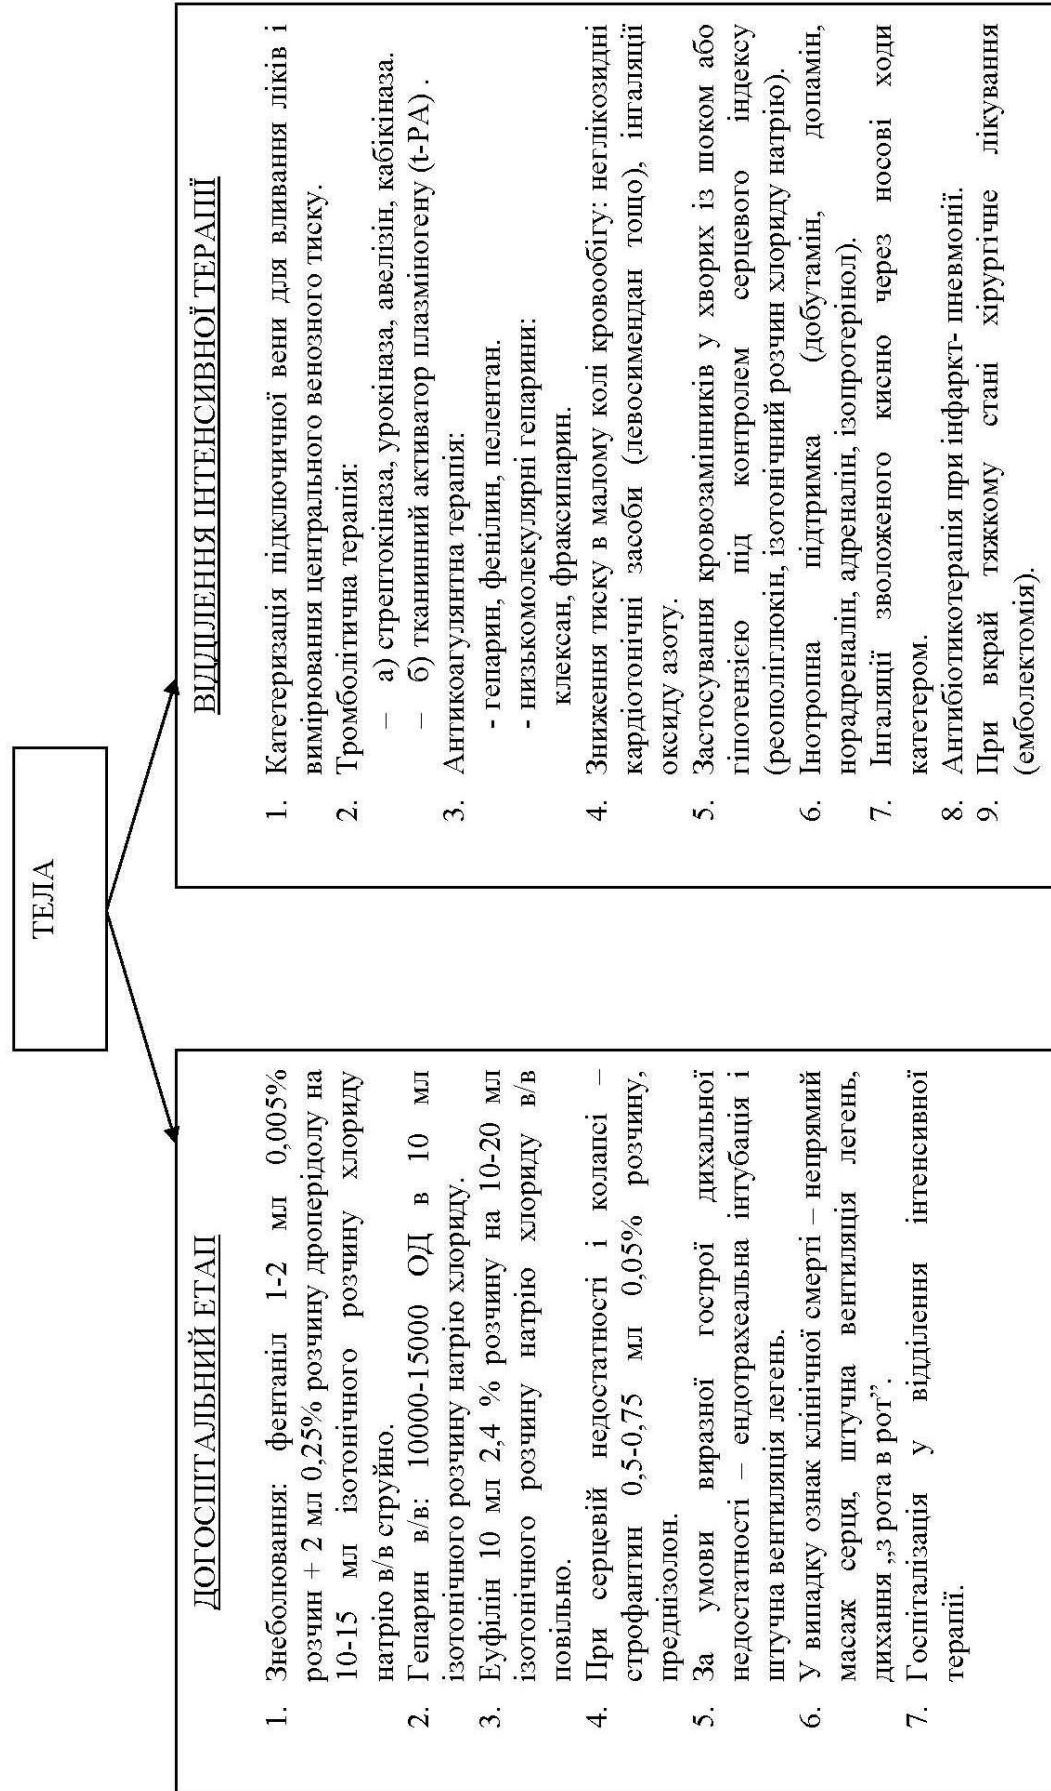 ТЕЛА
ДОГОСПІТАЛЬНИЙ ЕТАП
1. Знеболювання: фентаніл 1-2 мл 0,005%
розчин + 2 мл 0,25% розчину дроперідолу на
10-15 мл ізотонічного розчину хлориду
натрію в/в струйно.
2. Гепарин в/в: 10000-15000 ОД в 10 мл
ізотонічного розчину натрію хлориду.
3. Еуфілін 10 мл 2,4 % розчину на 10-20 мл
ізотонічного розчину натрію хлориду в/в
повільно.
4. При серцевій недостатності і колапсі –
строфантин 0,5-0,75 мл 0,05% розчину,
преднізолон.
5. За умови виразної гострої дихальної
недостатності – ендотрахеальна інтубація і
штучна вентиляція легень.
6. У випадку ознак клінічної смерті – непрямий
масаж серця, штучна вентиляція легень,
дихання „з рота в рот”.
7. Госпіталізація у відділення інтенсивної
терапії.
ВІДДІЛЕННЯ ІНТЕНСИВНОЇ ТЕРАПІЇ
1. Катетеризація підключичної вени для вливання ліків і
вимірювання центрального венозного тиску.
2. Тромболітична терапія:
– а) стрептокіназа, урокіназа, авелізін, кабікіназа.
– б) тканинний активатор плазміногену (t-PA) .
3. Антикоагулянтна терапія:
- гепарин, фенілин, пелентан.
- низькомолекулярні гепарини:
клексан, фраксипарин.
4. Зниження тиску в малому колі кровообігу: неглікозидні
кардіотонічні засоби (левосимендан тощо), інгаляції
оксиду азоту.
5. Застосування кровозамінників у хворих із шоком або
гіпотензією під контролем серцевого індексу
(реополіглюкін, ізотонічний розчин хлориду натрію).
6. Інотропна підтримка (добутамін, допамін,
норадреналін, адреналін, ізопротерінол).
7. Інгаляції зволоженого кисню через носові ходи
катетером.
8. Антибіотикотерапія при інфаркт- пневмонії.
9. При вкрай тяжкому стані хірургічне лікування
(емболектомія).